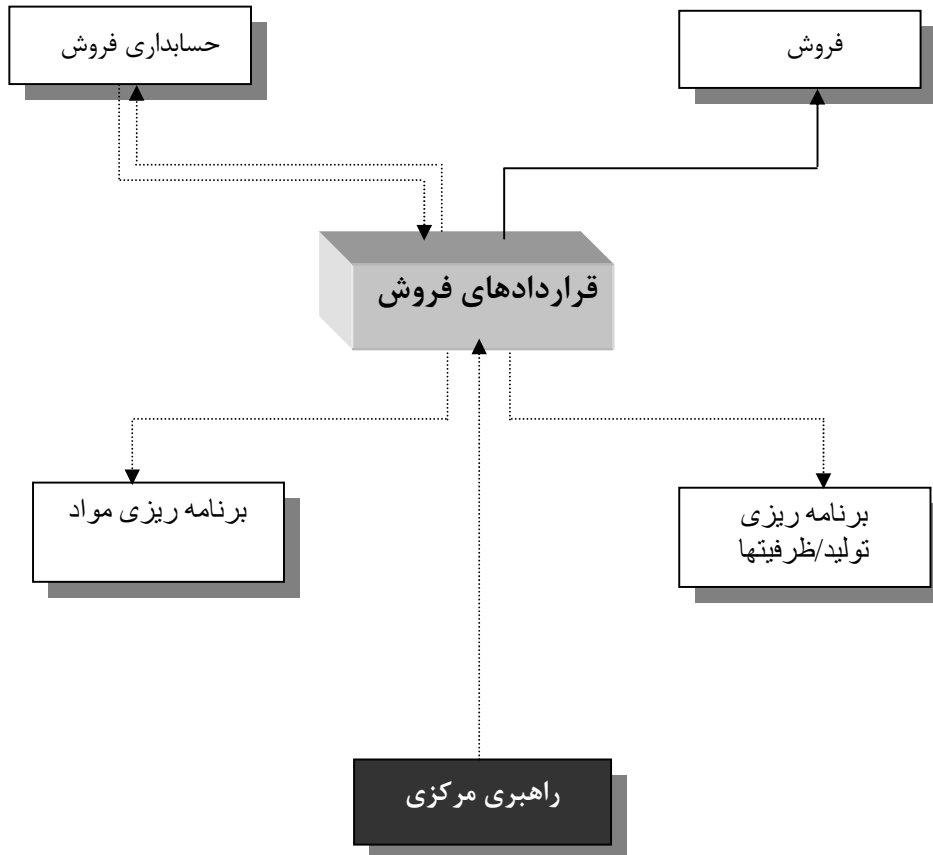 فروش
حسابداری فروش
قراردادهای فروش
برنامه ریزی
تولید/ظرفیتها
برنامه ریزی مواد
راهبری مرکزی